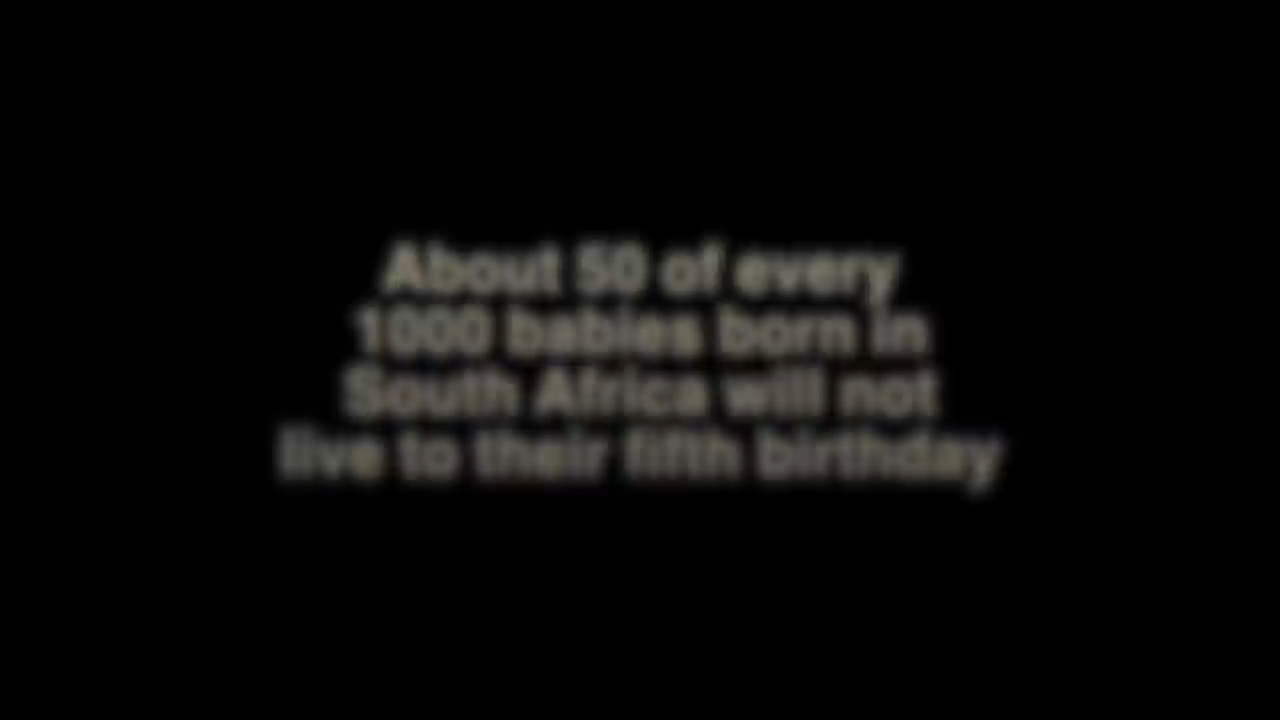 About 50 of every
1000 babies born in
South Africa will not
live to their fifth birthday